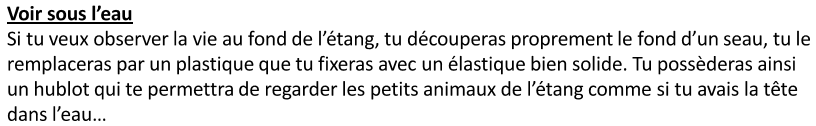 Voir sous l’eau
Si tu veux observer la vie au fond de l’étang, tu découperas proprement le fond d’un seau, tu le
remplaceras par un plastique que tu fixeras avec un élastique bien solide. Tu possèderas ainsi
un hublot qui te permettra de regarder les petits animaux de l’étang comme si tu avais la tête
dans l’eau…